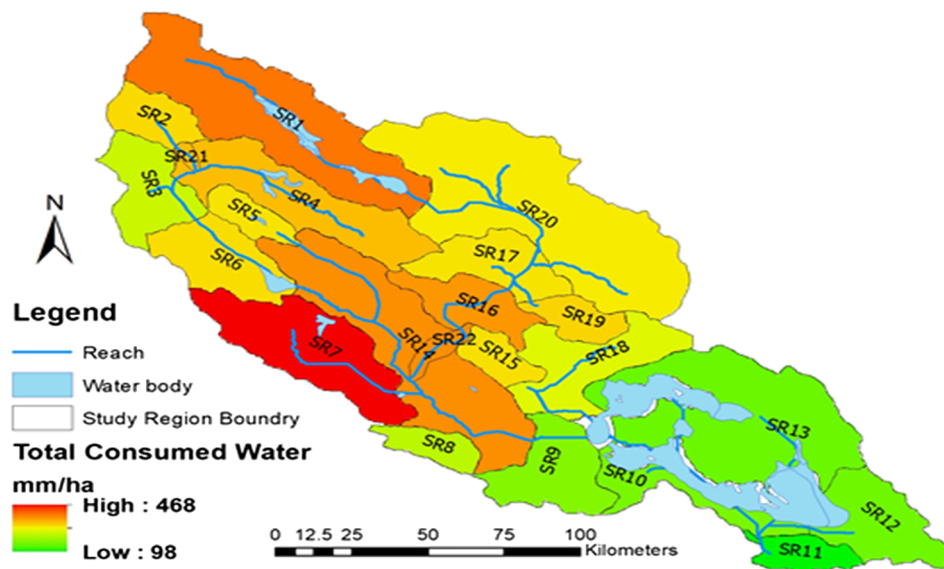 SR1
SR2
SR21
SR3
SR4
SR5
SR20
N
SR6
SR17
SR16
SR19
Legend
SR7
SR14
SR22
SR15
SR18
Reach
Water body
Study Region Boundry
SR8
SR9
SR10
SR13
SR12
SR11
Total Consumed Water
mm/ha
High : 468
Low : 98
0 12.5 25 50 75 100
Kilometers